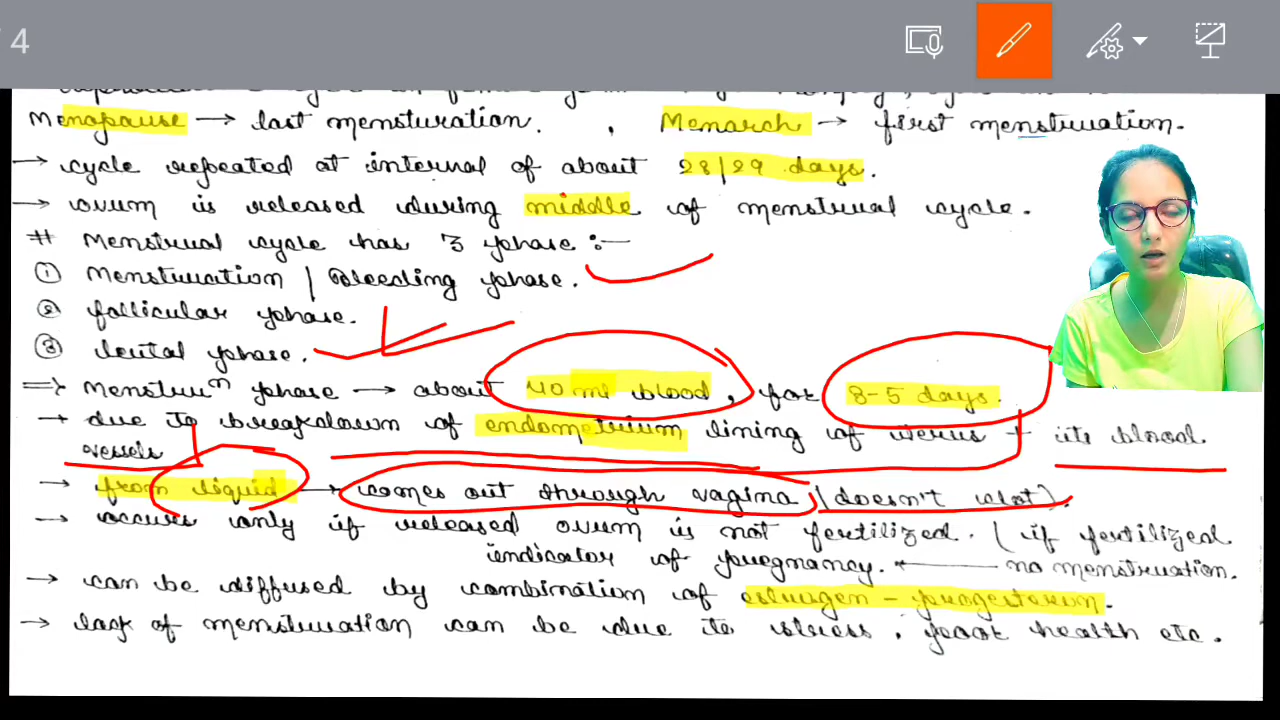 4
Menopause → last mensturation. , Menarch → first menstruation.
→ cycle repeated at internal of about 28/29 days.
→ ovum is released during middle of menstrual cycle.
# Menstrual cycle has 3 phase :-
① Menstruation | Bleeding phase.
② follicular phase.
③ leutal phase.
⇒ Menstruⁿ phase → about 40 ml blood, for 3-5 days.
→ due to breakdown of endometrium lining of uterus + its blood
vessels
→ from liquid → comes out through vagina (doesn't clot).
→ occurs only if released ovum is not fertilized. ( if fertilized
indicator of pregnancy. ← no menstruation.
→ can be diffused by combination of estrogen - progesteron.
→ lack of menstruation can be due to stress, poor health etc.